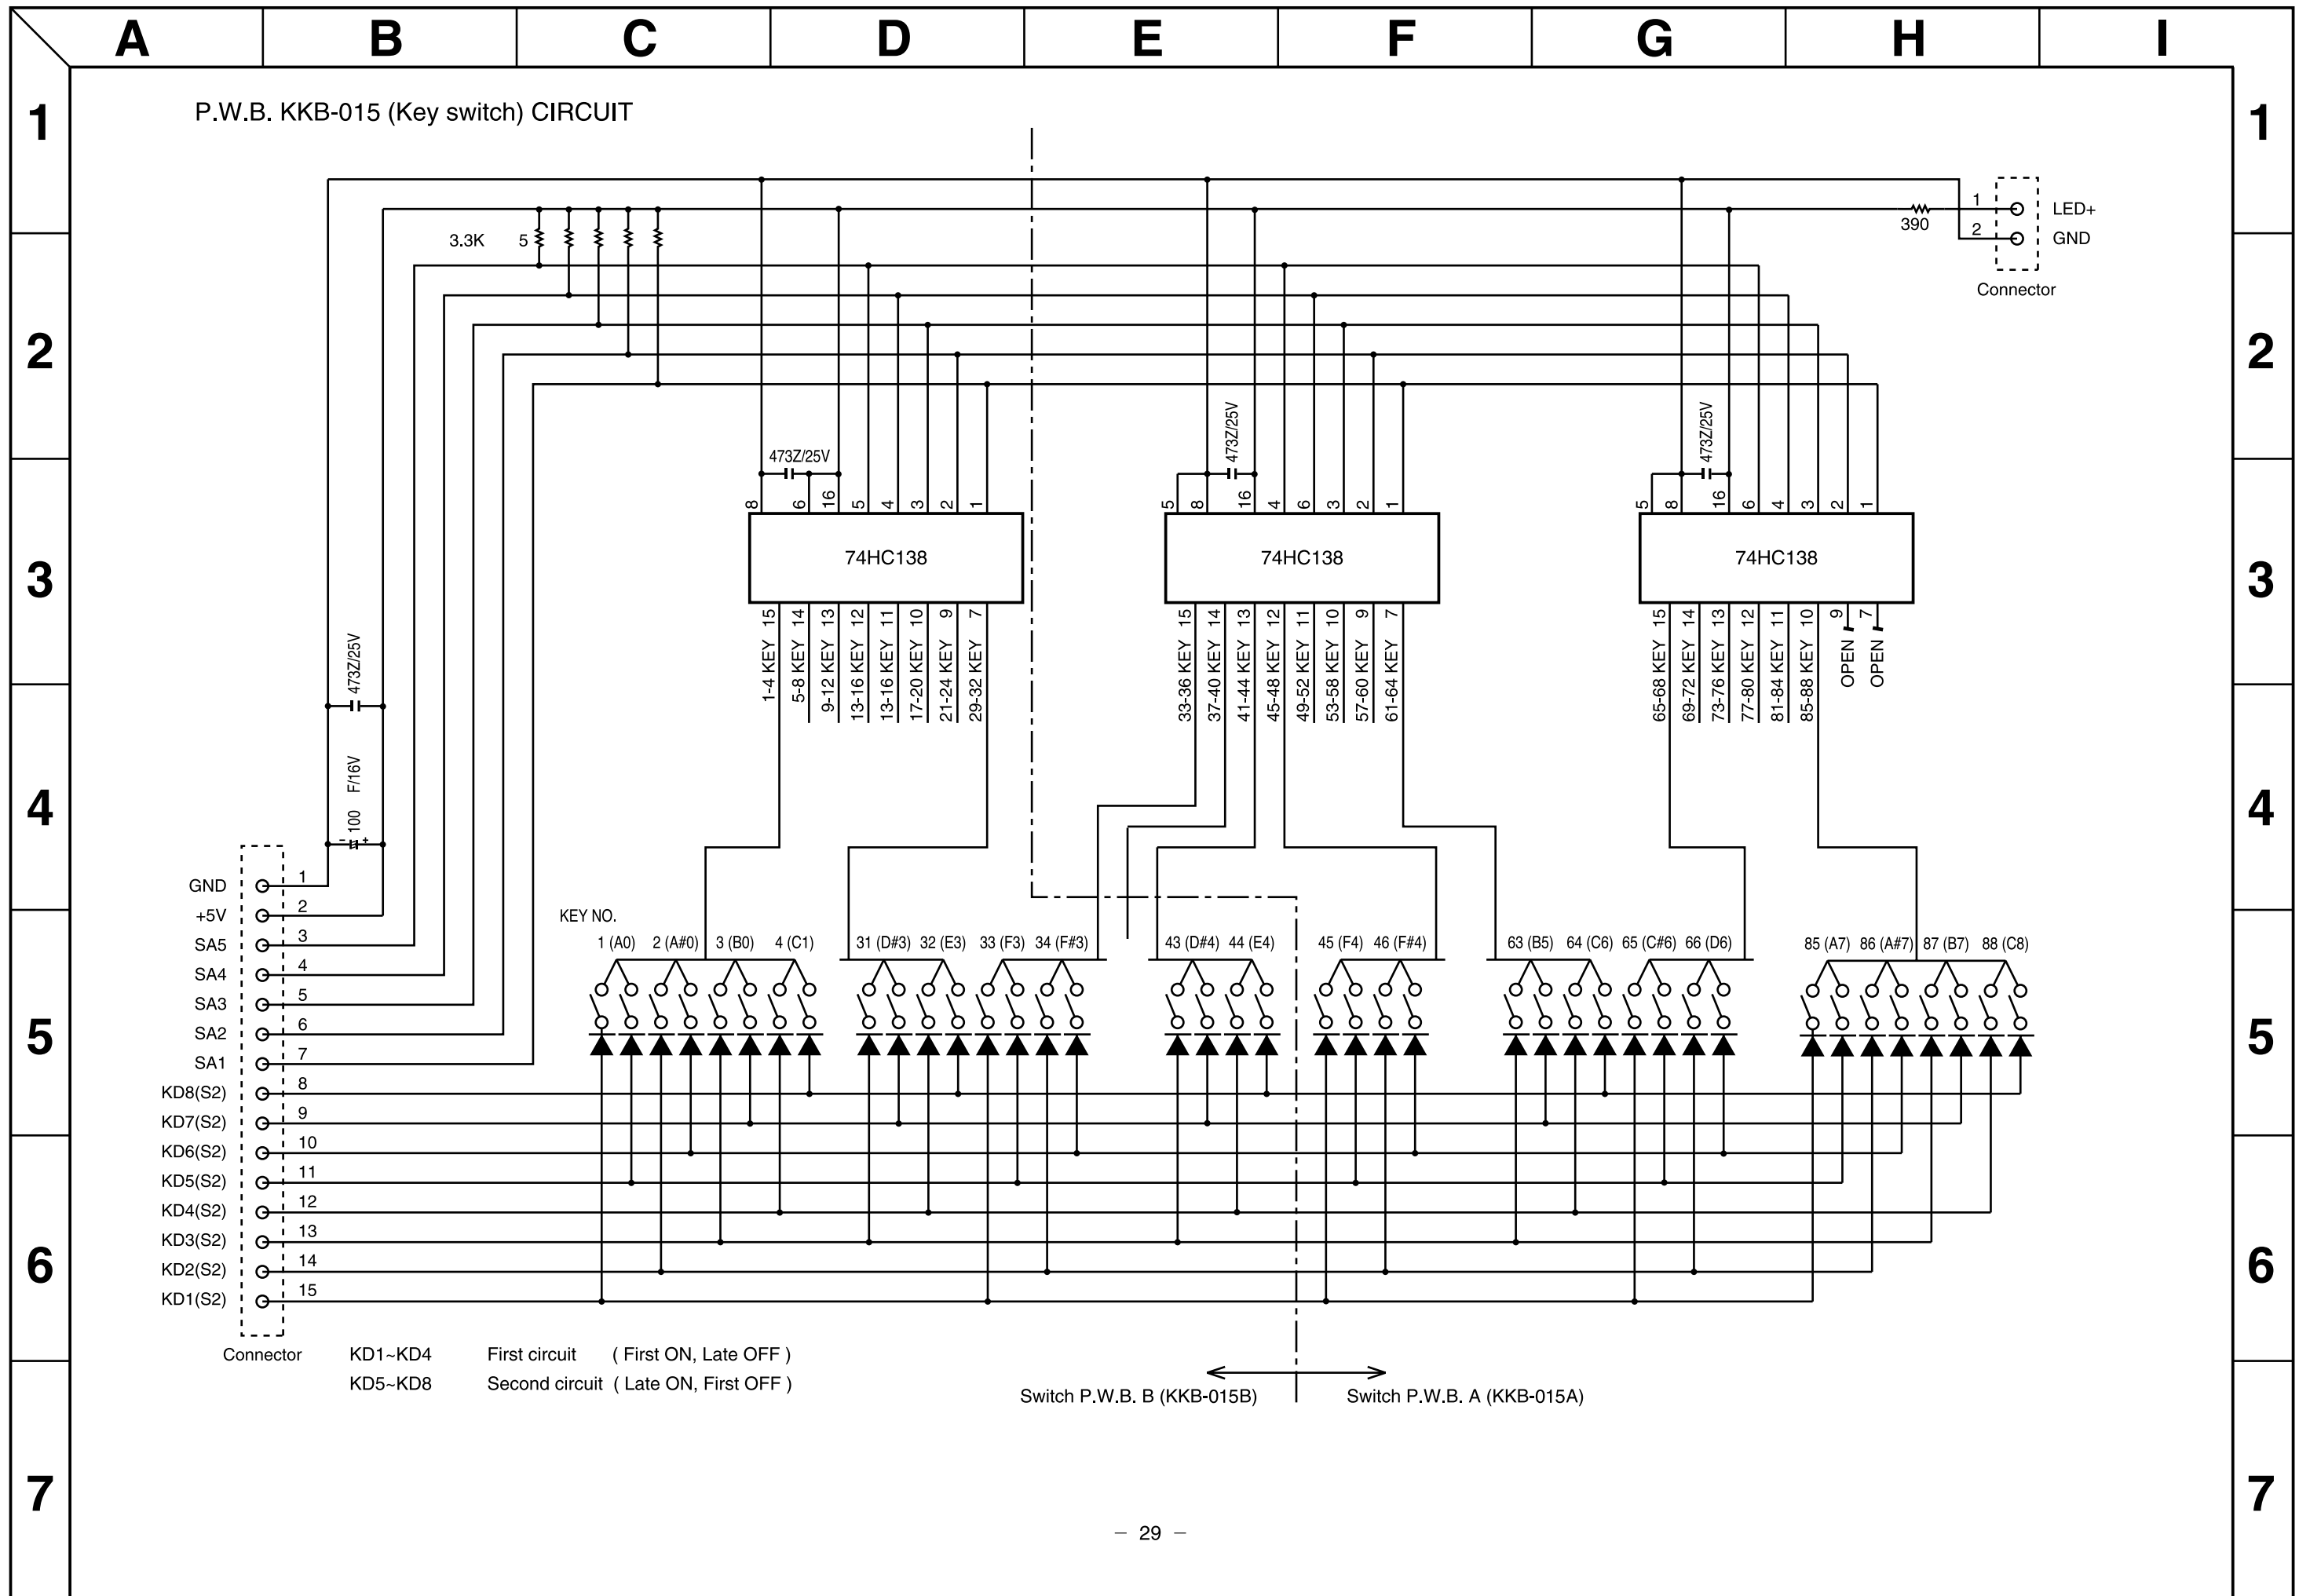 A B C D E F G H I
1 1
P.W.B. KKB-015 (Key switch) CIRCUIT
1 LED+
390
2 GND
Connector
3.3K 5
2 2
473Z/25V 473Z/25V 473Z/25V
8 6 16 5 4 3 2 1
5 8 16 4 6 3 2 1
5 8 16 6 4 3 2 1
3 3
74HC138 74HC138 74HC138
1-4 KEY 15
5-8 KEY 14
9-12 KEY 13
13-16 KEY 12
13-16 KEY 11
17-20 KEY 10
21-24 KEY 9
29-32 KEY 7
33-36 KEY 15
37-40 KEY 14
41-44 KEY 13
45-48 KEY 12
49-52 KEY 11
53-58 KEY 10
57-60 KEY 9
61-64 KEY 7
65-68 KEY 15
69-72 KEY 14
73-76 KEY 13
77-80 KEY 12
81-84 KEY 11
85-88 KEY 10
OPEN 9
OPEN 7
473Z/25V
4 4
100 F/16V
- +
GND 1
+5V 2
SA5 3
SA4 4
SA3 5
SA2 6
SA1 7
KD8(S2) 8
KD7(S2) 9
KD6(S2) 10
KD5(S2) 11
KD4(S2) 12
KD3(S2) 13
KD2(S2) 14
KD1(S2) 15
Connector
KEY NO.
1 (A0) 2 (A#0) 3 (B0) 4 (C1) 31 (D#3) 32 (E3) 33 (F3) 34 (F#3) 43 (D#4) 44 (E4) 45 (F4) 46 (F#4) 63 (B5) 64 (C6) 65 (C#6) 66 (D6) 85 (A7) 86 (A#7) 87 (B7) 88 (C8)
5 5
6 6
KD1~KD4 First circuit ( First ON, Late OFF )
KD5~KD8 Second circuit ( Late ON, First OFF )
Switch P.W.B. B (KKB-015B) Switch P.W.B. A (KKB-015A)
7 7
– 29 –